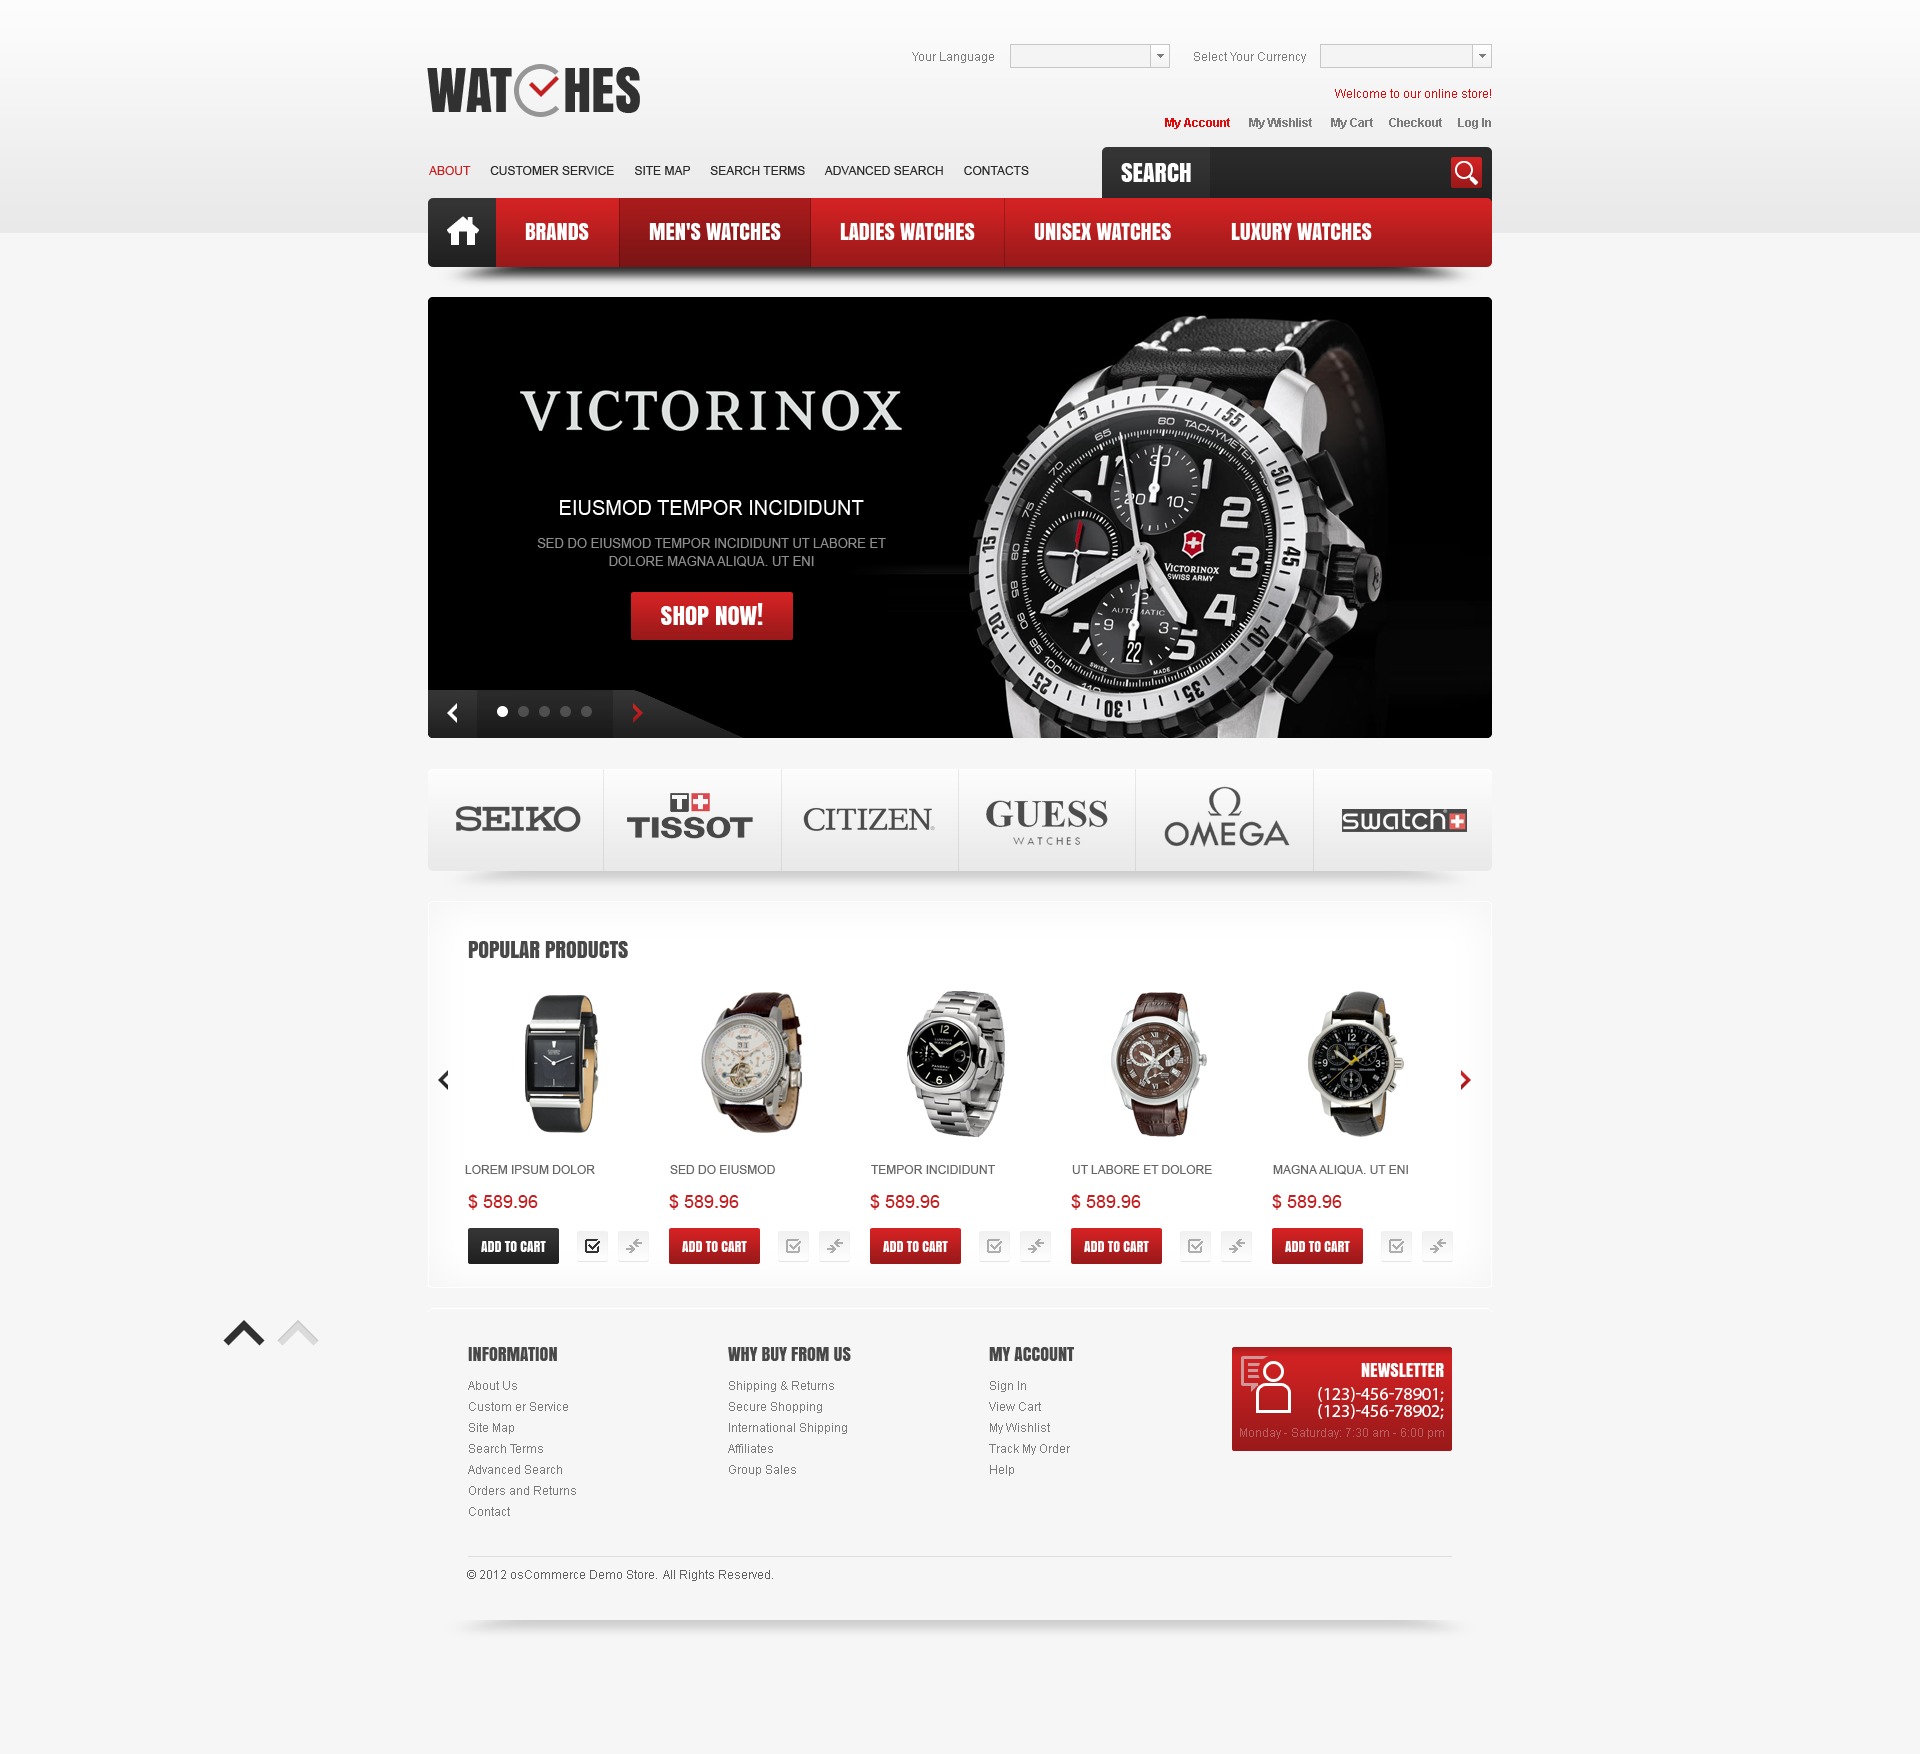 Your Language
Select Your Currency
WATCHES
Welcome to our online store!
My Account My Wishlist My Cart Checkout Log In
ABOUT CUSTOMER SERVICE SITE MAP SEARCH TERMS ADVANCED SEARCH CONTACTS
SEARCH
BRANDS MEN'S WATCHES LADIES WATCHES UNISEX WATCHES LUXURY WATCHES
VICTORINOX
EIUSMOD TEMPOR INCIDIDUNT
SED DO EIUSMOD TEMPOR INCIDIDUNT UT LABORE ET
DOLORE MAGNA ALIQUA. UT ENI
SHOP NOW!
TACHYMETER
VICTORINOX
SWISS ARMY
AUTOMATIC
22
SWISS MADE
SEIKO
T+
TISSOT
CITIZEN
GUESS
WATCHES
Ω
OMEGA
swatch
POPULAR PRODUCTS
LOREM IPSUM DOLOR
$ 589.96
ADD TO CART
SED DO EIUSMOD
$ 589.96
ADD TO CART
TEMPOR INCIDIDUNT
$ 589.96
ADD TO CART
UT LABORE ET DOLORE
$ 589.96
ADD TO CART
MAGNA ALIQUA. UT ENI
$ 589.96
ADD TO CART
INFORMATION
About Us
Custom er Service
Site Map
Search Terms
Advanced Search
Orders and Returns
Contact
WHY BUY FROM US
Shipping & Returns
Secure Shopping
International Shipping
Affiliates
Group Sales
MY ACCOUNT
Sign In
View Cart
My Wishlist
Track My Order
Help
NEWSLETTER
(123)-456-78901;
(123)-456-78902;
Monday - Saturday: 7:30 am - 6:00 pm
© 2012 osCommerce Demo Store. All Rights Reserved.